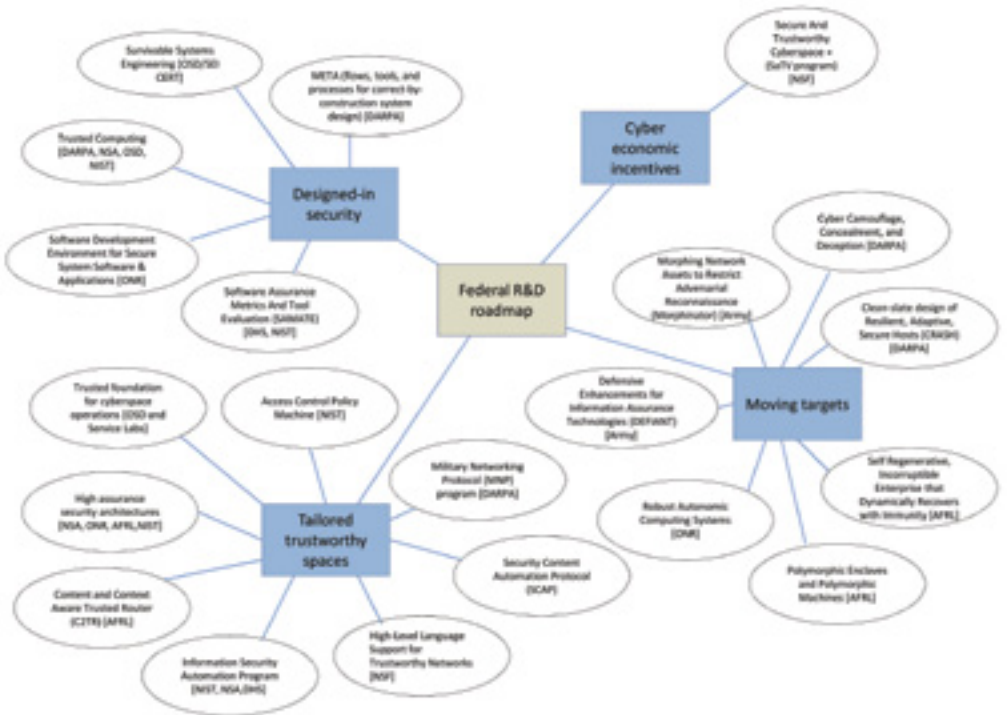 Survivable Systems
Engineering [OSD/SEI
CERT]
META (flows, tools, and
processes for correct-by-
construction system
design) [DARPA]
Secure And
Trustworthy
Cyberspace +
(SaTC program)
[NSF]
Trusted Computing
[DARPA, NSA, OSD,
NIST]
Designed-in
security
Cyber
economic
incentives
Software Development
Environment for Secure
System Software &
Applications [ONR]
Software Assurance
Metrics And Tool
Evaluation (SAMATE)
[DHS, NIST]
Federal R&D
roadmap
Cyber Camouflage,
Concealment, and
Deception [DARPA]
Morphing Network
Assets to Restrict
Adversarial
Reconnaissance
(Morphinator) [Army]
Clean-slate design of
Resilient, Adaptive,
Secure Hosts (CRASH)
[DARPA]
Defensive
Enhancements for
Information Assurance
Technologies (DEFIANT)
[Army]
Moving targets
Self Regenerative,
Incorruptible
Enterprise that
Dynamically Recovers
with Immunity [AFRL]
Robust Autonomic
Computing Systems
[ONR]
Polymorphic Enclaves
and Polymorphic
Machines [AFRL]
Trusted foundation
for cyberspace
operations [OSD and
Service Labs]
Access Control Policy
Machine [NIST]
Military Networking
Protocol (MNP)
program [DARPA]
High assurance
security architectures
[NSA, ONR, AFRL,NIST]
Tailored
trustworthy
spaces
Security Content
Automation Protocol
(SCAP)
Content and Context
Aware Trusted Router
(C2TR) [AFRL]
Information Security
Automation Program
[NIST, NSA,DHS]
High-Level Language
Support for
Trustworthy Networks
[NSF]